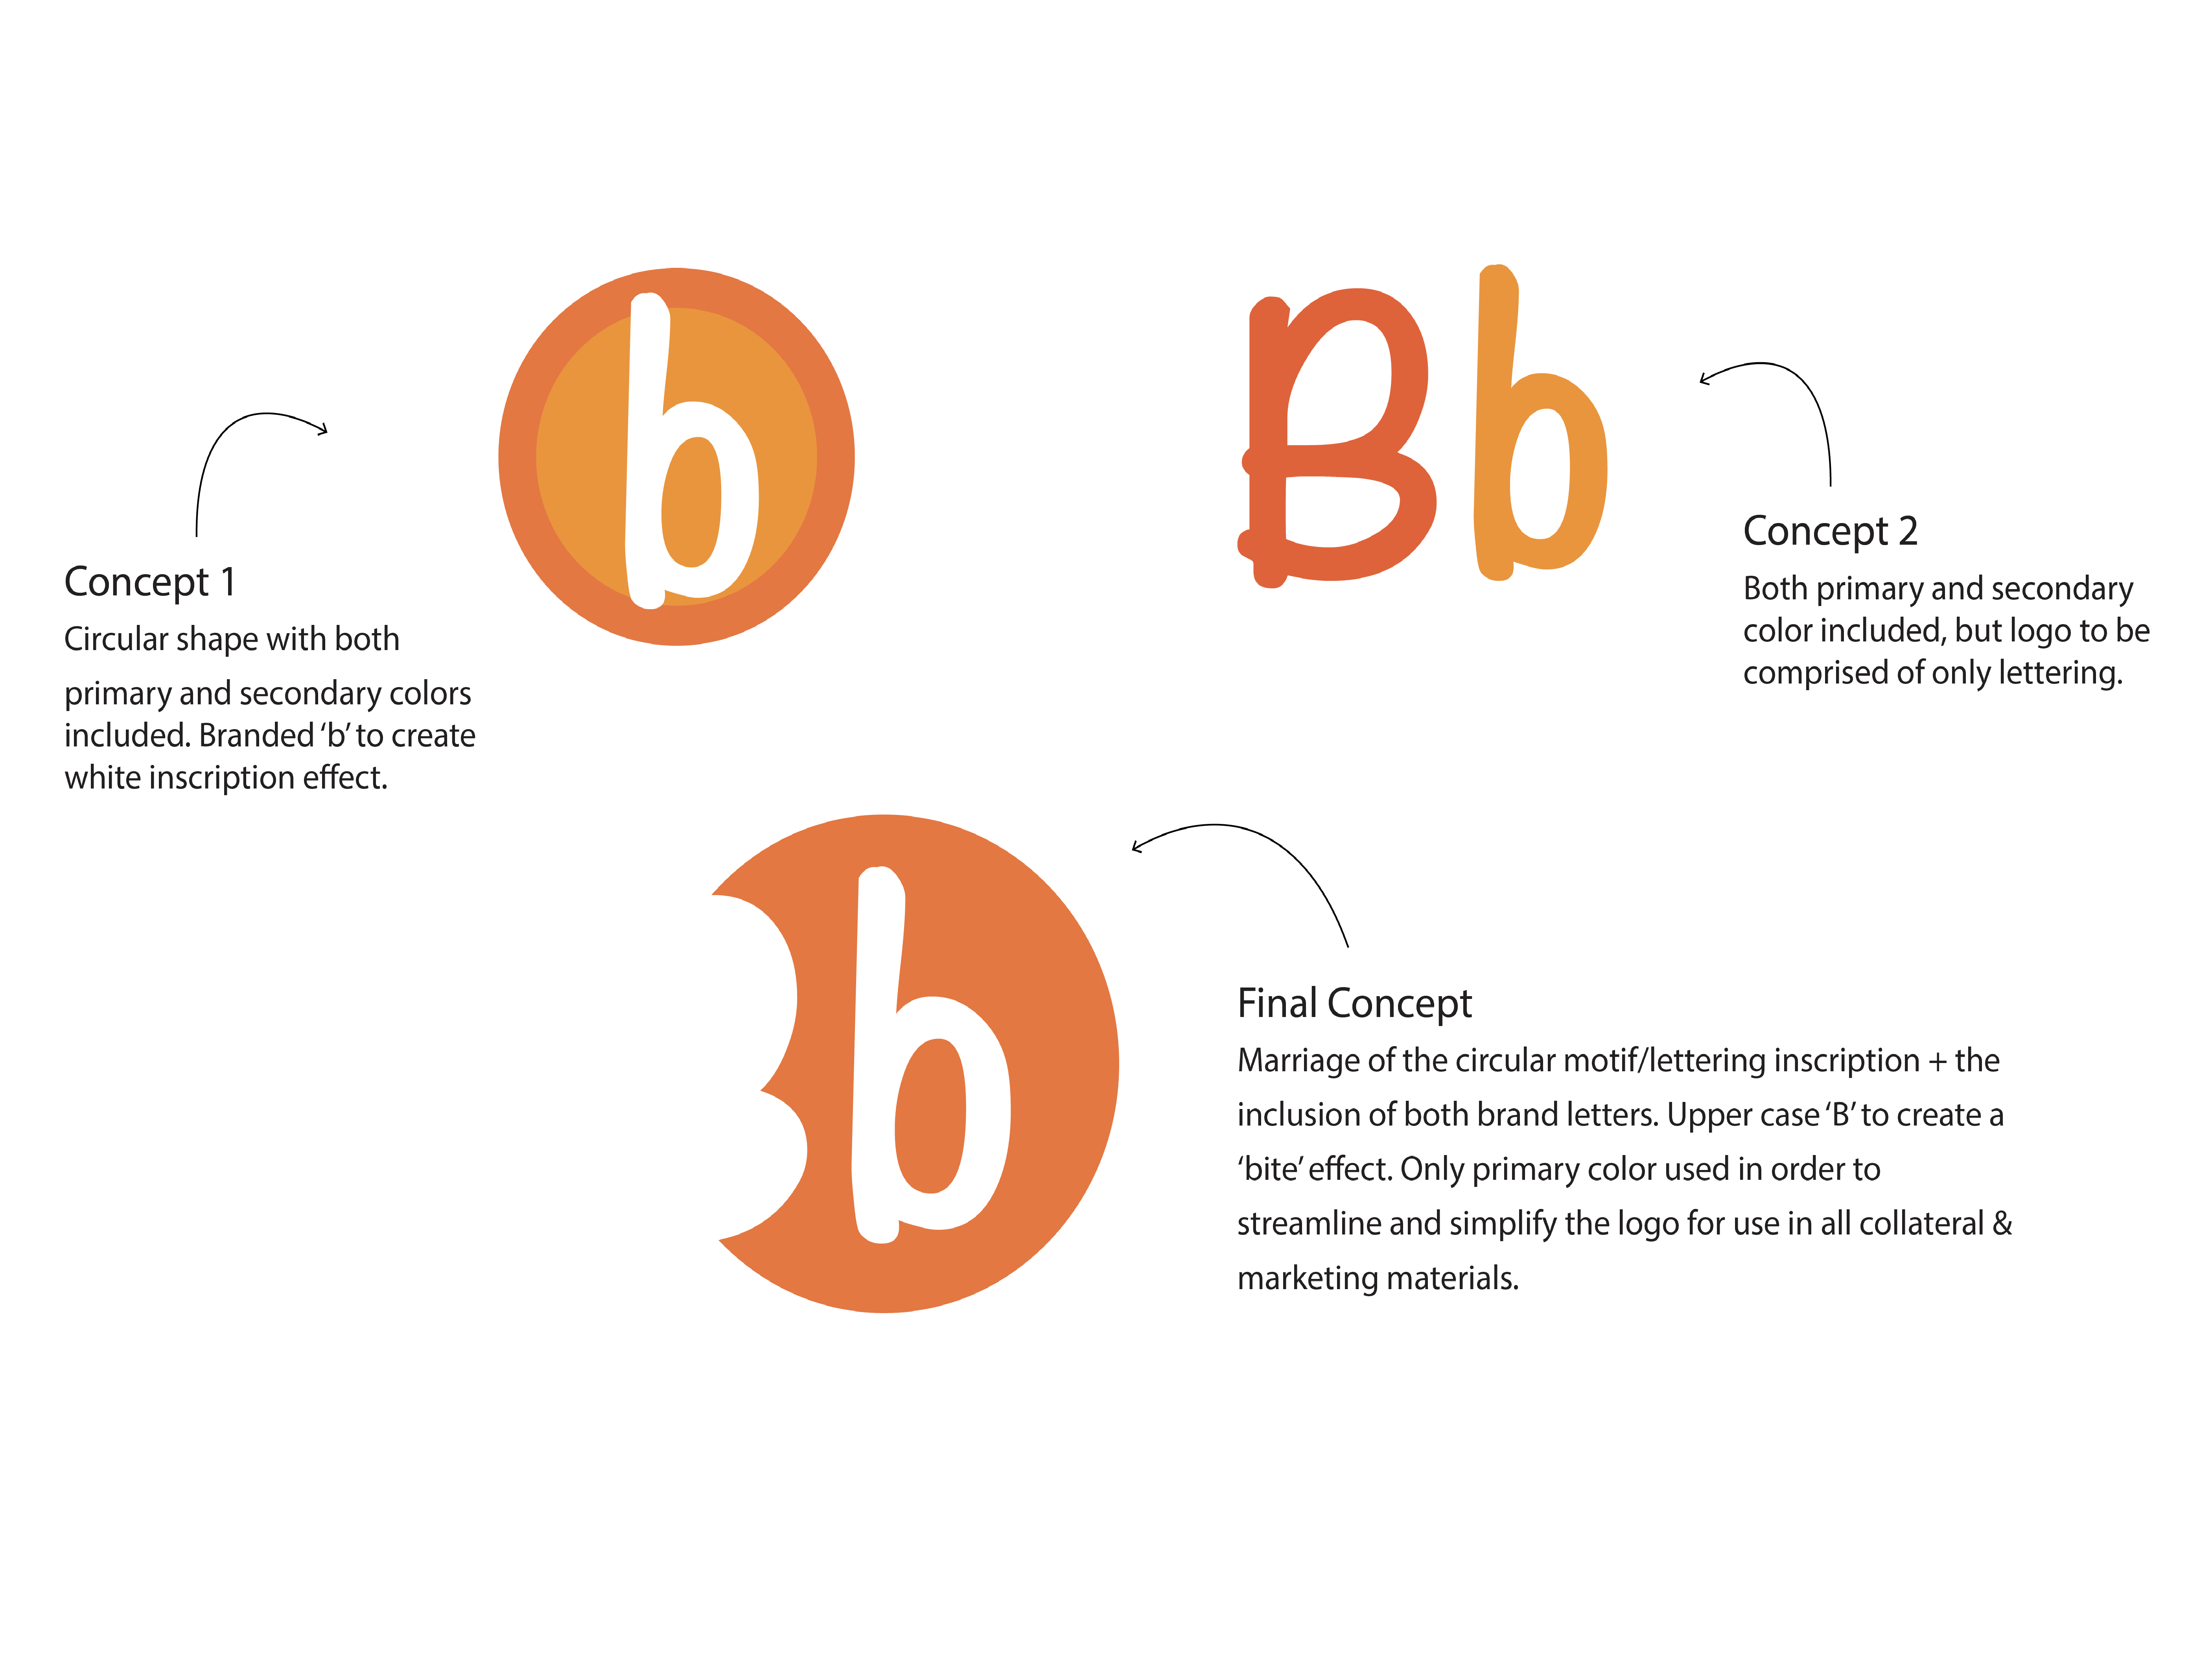 b
Bb
Concept 1
Circular shape with both
primary and secondary colors
included. Branded ‘b’ to create
white inscription effect.
Concept 2
Both primary and secondary
color included, but logo to be
comprised of only lettering.
b
Final Concept
Marriage of the circular motif/lettering inscription + the
inclusion of both brand letters. Upper case ‘B’ to create a
‘bite’ effect. Only primary color used in order to
streamline and simplify the logo for use in all collateral &
marketing materials.